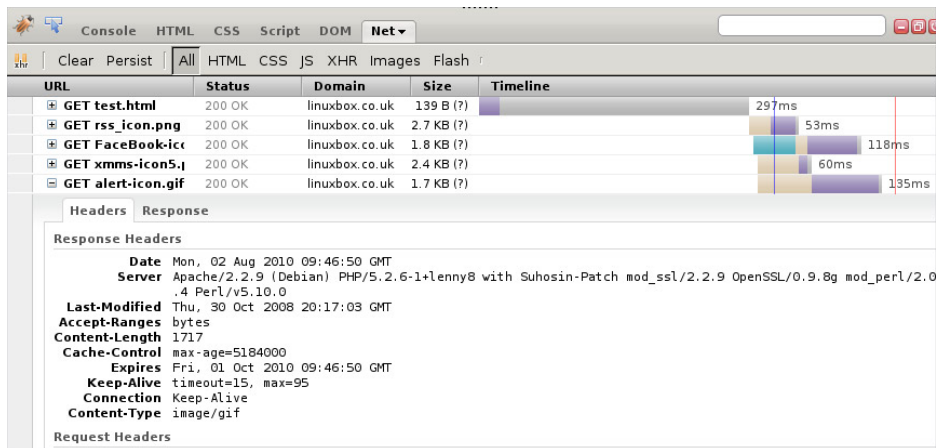 Console HTML CSS Script DOM Net
xhr Clear Persist All HTML CSS JS XHR Images Flash
URL Status Domain Size Timeline
GET test.html 200 OK linuxbox.co.uk 139 B (?) 297ms
GET rss_icon.png 200 OK linuxbox.co.uk 2.7 KB (?) 53ms
GET FaceBook-ico 200 OK linuxbox.co.uk 1.8 KB (?) 118ms
GET xmms-icon5.p 200 OK linuxbox.co.uk 2.4 KB (?) 60ms
GET alert-icon.gif 200 OK linuxbox.co.uk 1.7 KB (?) 135ms
Headers Response
Response Headers
Date Mon, 02 Aug 2010 09:46:50 GMT
Server Apache/2.2.9 (Debian) PHP/5.2.6-1+lenny8 with Suhosin-Patch mod_ssl/2.2.9 OpenSSL/0.9.8g mod_perl/2.0
.4 Perl/v5.10.0
Last-Modified Thu, 30 Oct 2008 20:17:03 GMT
Accept-Ranges bytes
Content-Length 1717
Cache-Control max-age=5184000
Expires Fri, 01 Oct 2010 09:46:50 GMT
Keep-Alive timeout=15, max=95
Connection Keep-Alive
Content-Type image/gif
Request Headers